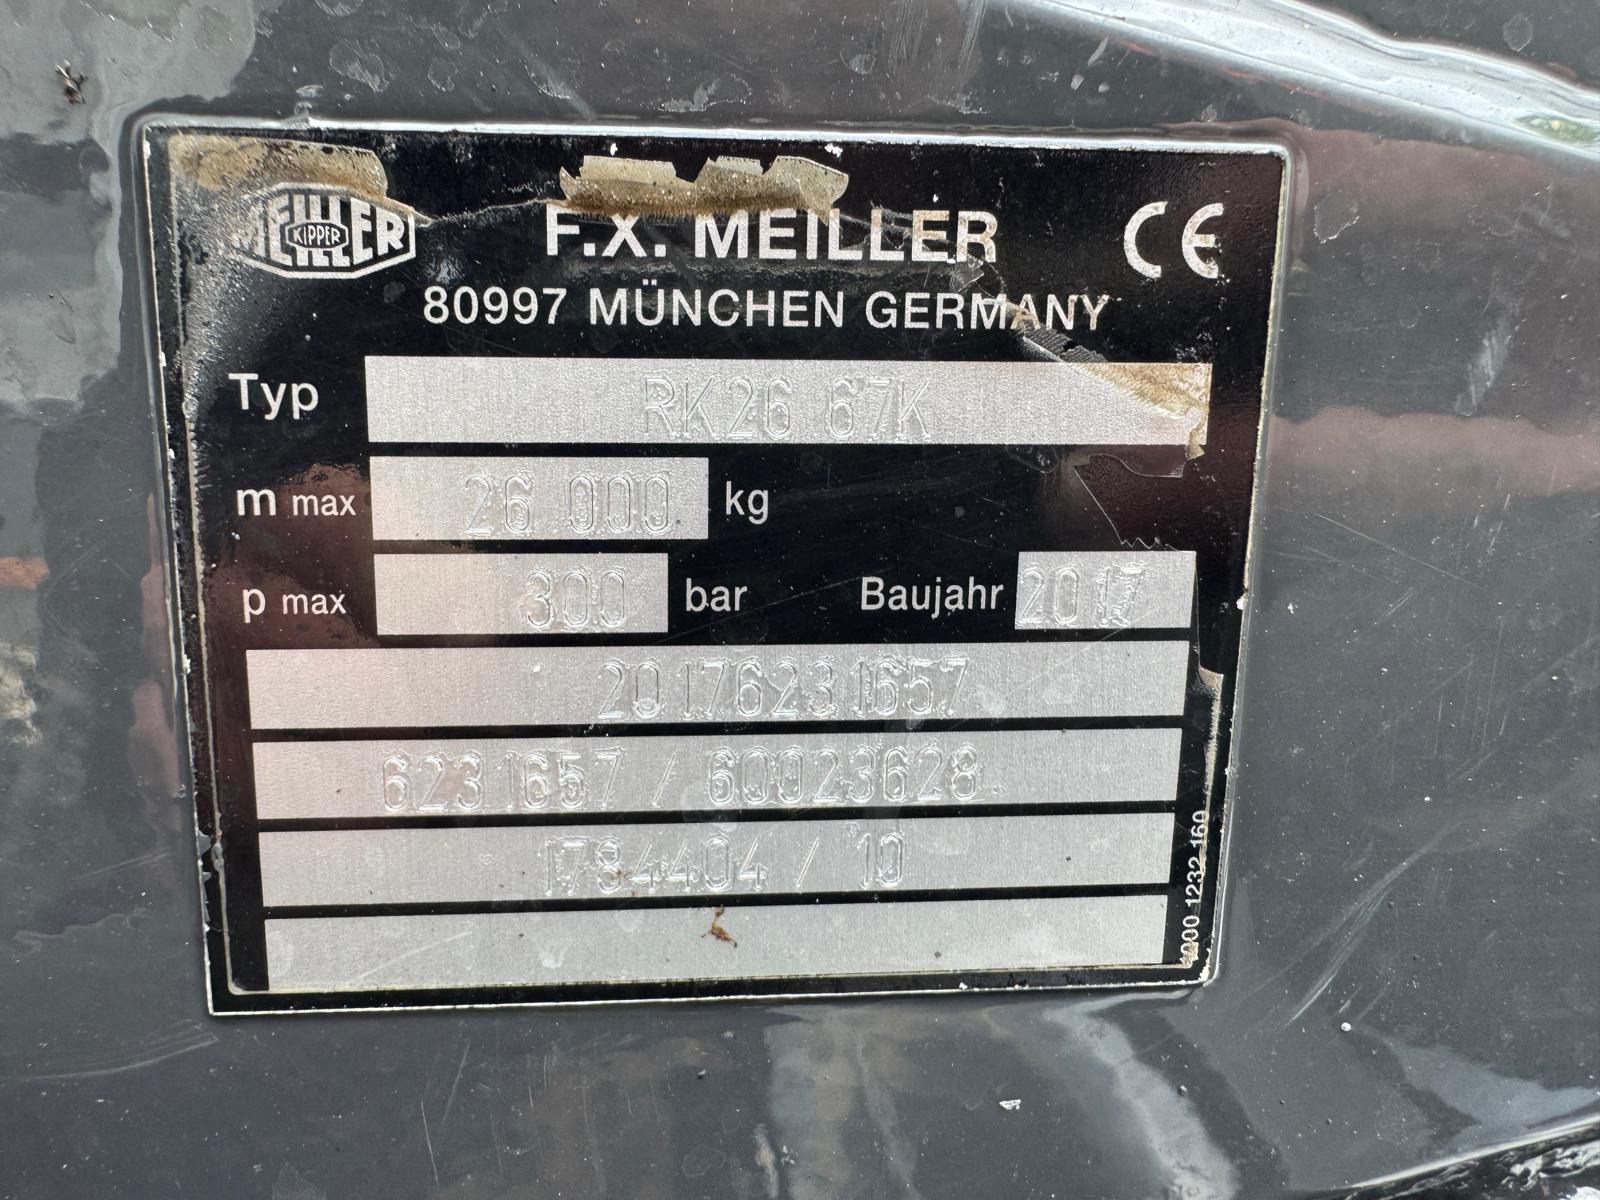 MEILLER
KIPPER
F.X. MEILLER
CE
80997 MÜNCHEN GERMANY
Typ RK26 67K
m max 26 000 kg
p max 300 bar Baujahr 2017
20176231657
6231657 / 60023628
1784404 / 10
000 1232 160